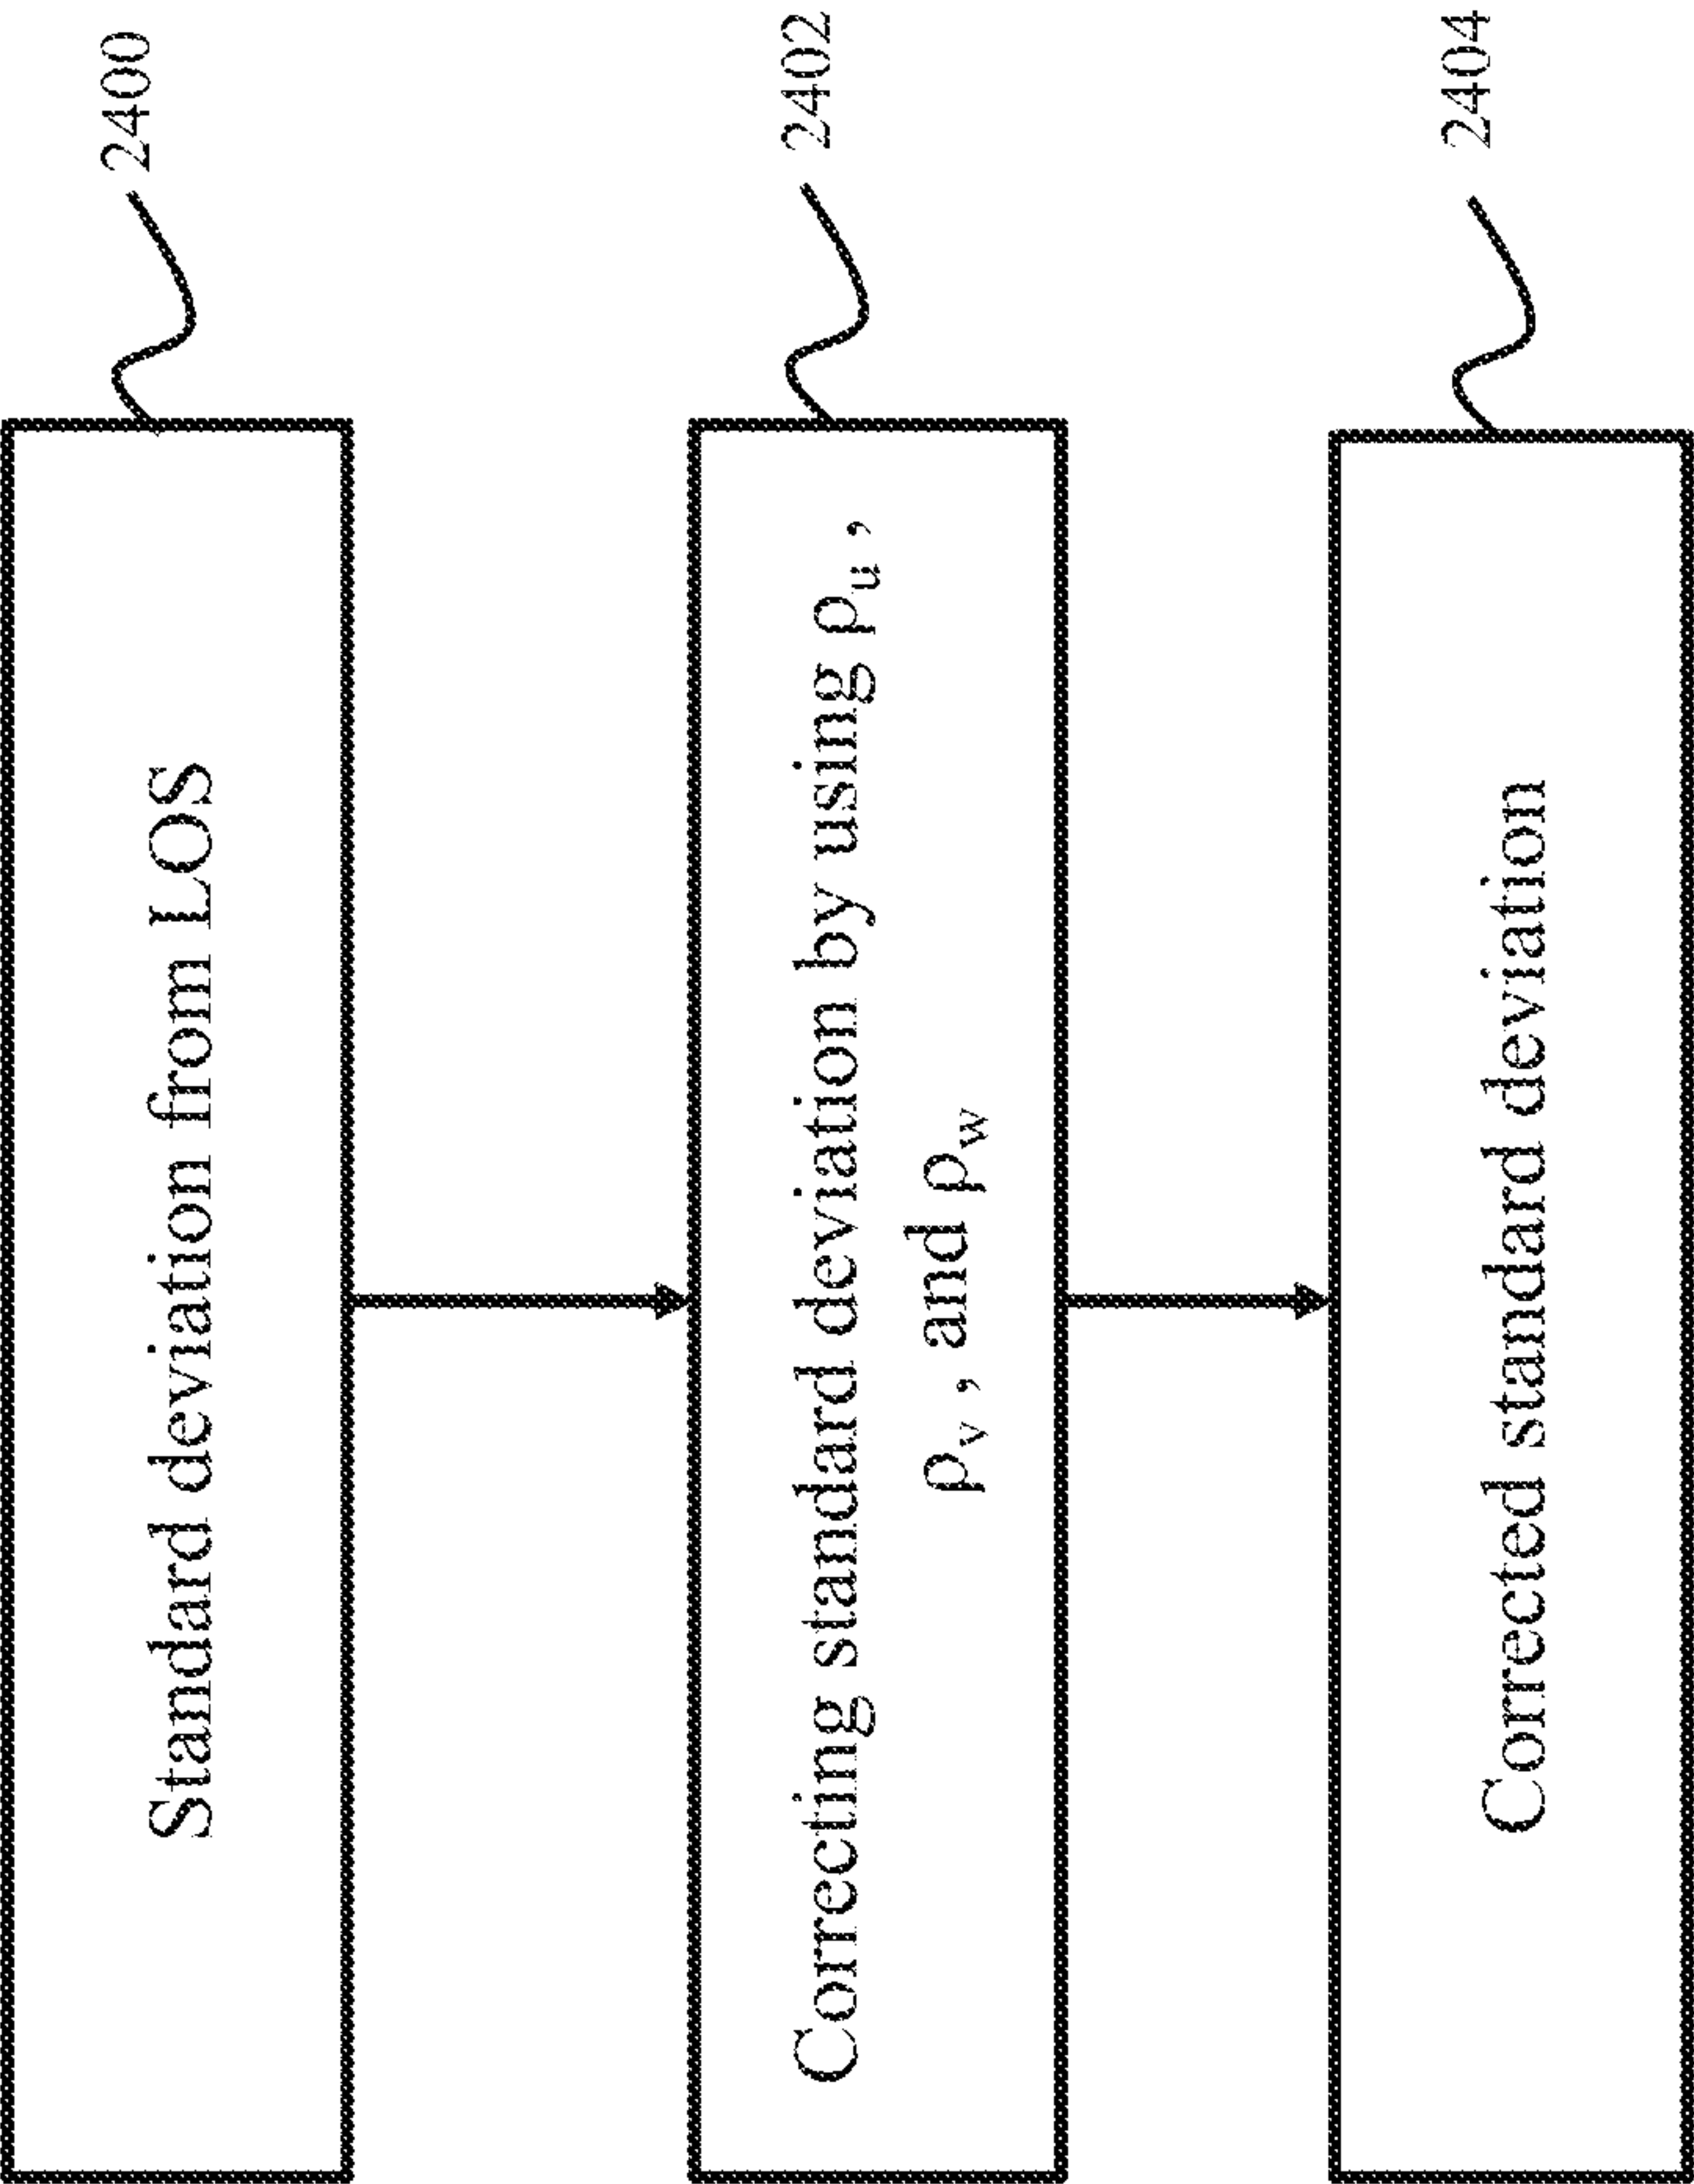 2400
Standard deviation from LOS
2402
Correcting standard deviation by using ρu ,
ρv , and ρw
2404
Corrected standard deviation